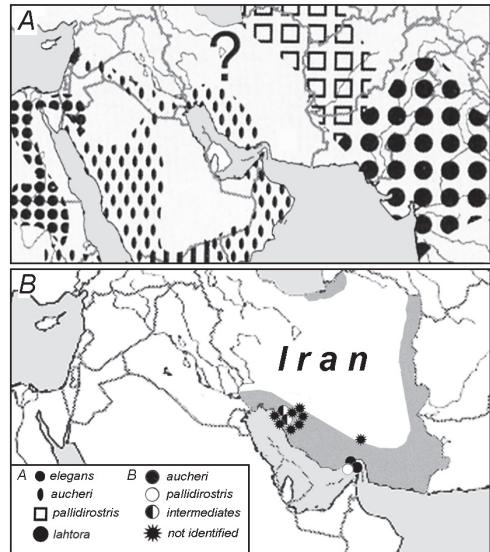 A
?
B
Iran
A elegans
aucheri
pallidirostris
lahtora
B aucheri
pallidirostris
intermediates
not identified